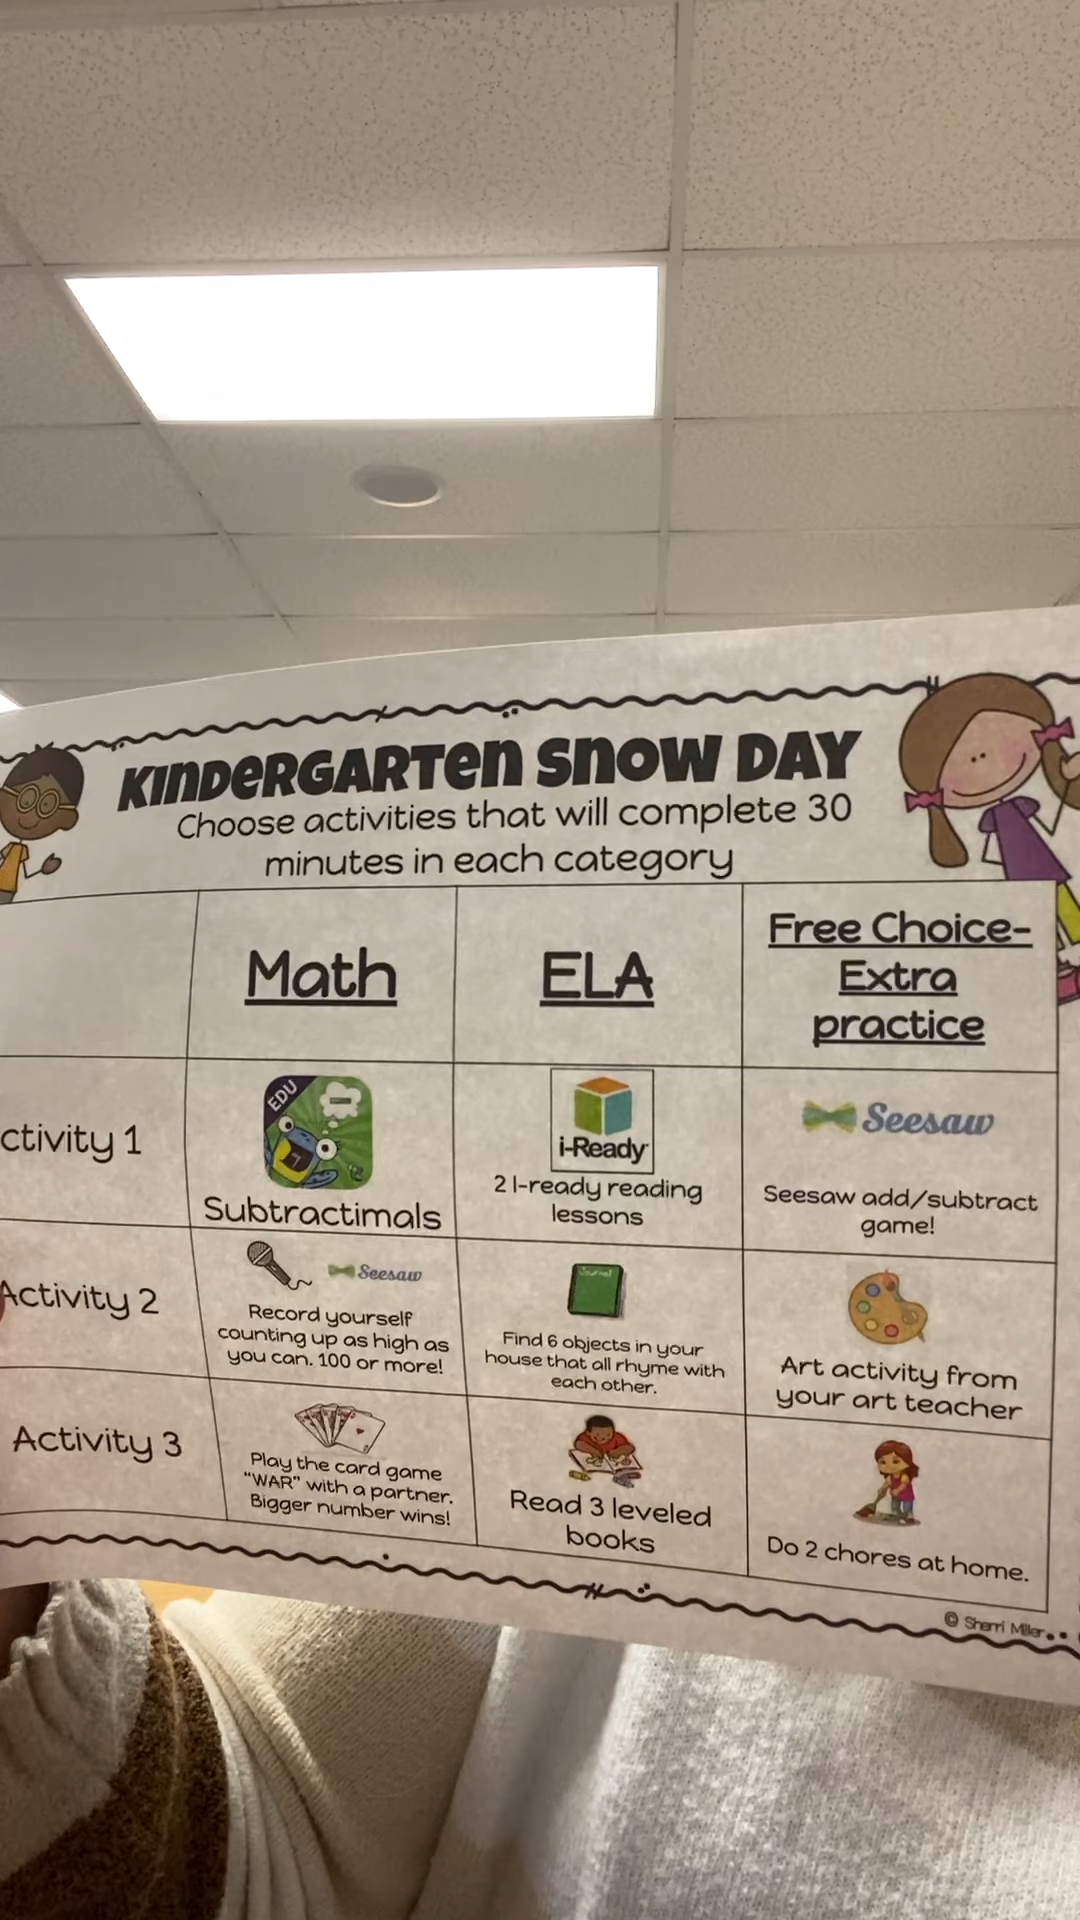 KINDERGARTEN SNOW DAY
Choose activities that will complete 30
minutes in each category
Math
ELA
Free Choice-
Extra
practice
ctivity 1
EDU
Subtractimals
i-Ready
2 I-ready reading
lessons
Seesaw
Seesaw add/subtract
game!
Activity 2
Seesaw
Record yourself
counting up as high as
you can. 100 or more!
Journal
Find 6 objects in your
house that all rhyme with
each other.
Art activity from
your art teacher
Activity 3
Play the card game
"WAR" with a partner.
Bigger number wins!
Read 3 leveled
books
Do 2 chores at home.
© Sherri Miller